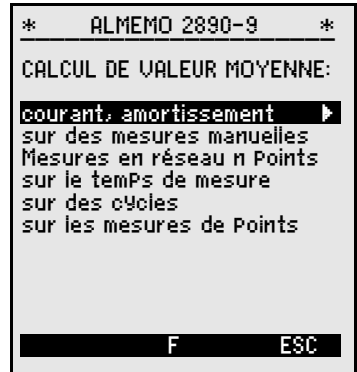 * ALMEMO 2890-9 *
CALCUL DE VALEUR MOYENNE:
courant, amortissement ▶
sur des mesures manuelles
Mesures en réseau n Points
sur le temps de mesure
sur des cycles
sur les mesures de Points
F ESC